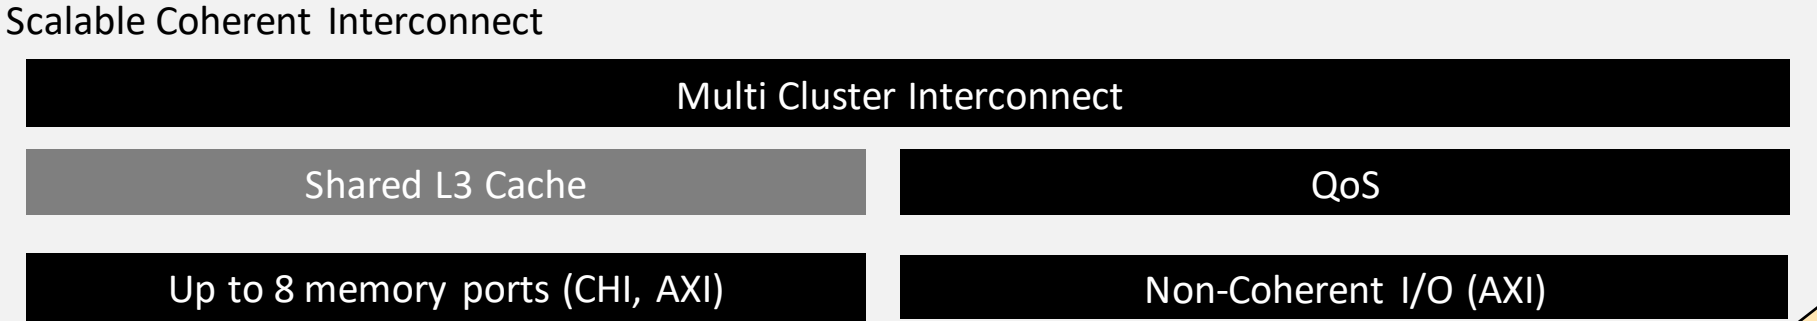 Scalable Coherent Interconnect
Multi Cluster Interconnect
Shared L3 Cache
QoS
Up to 8 memory ports (CHI, AXI)
Non-Coherent I/O (AXI)